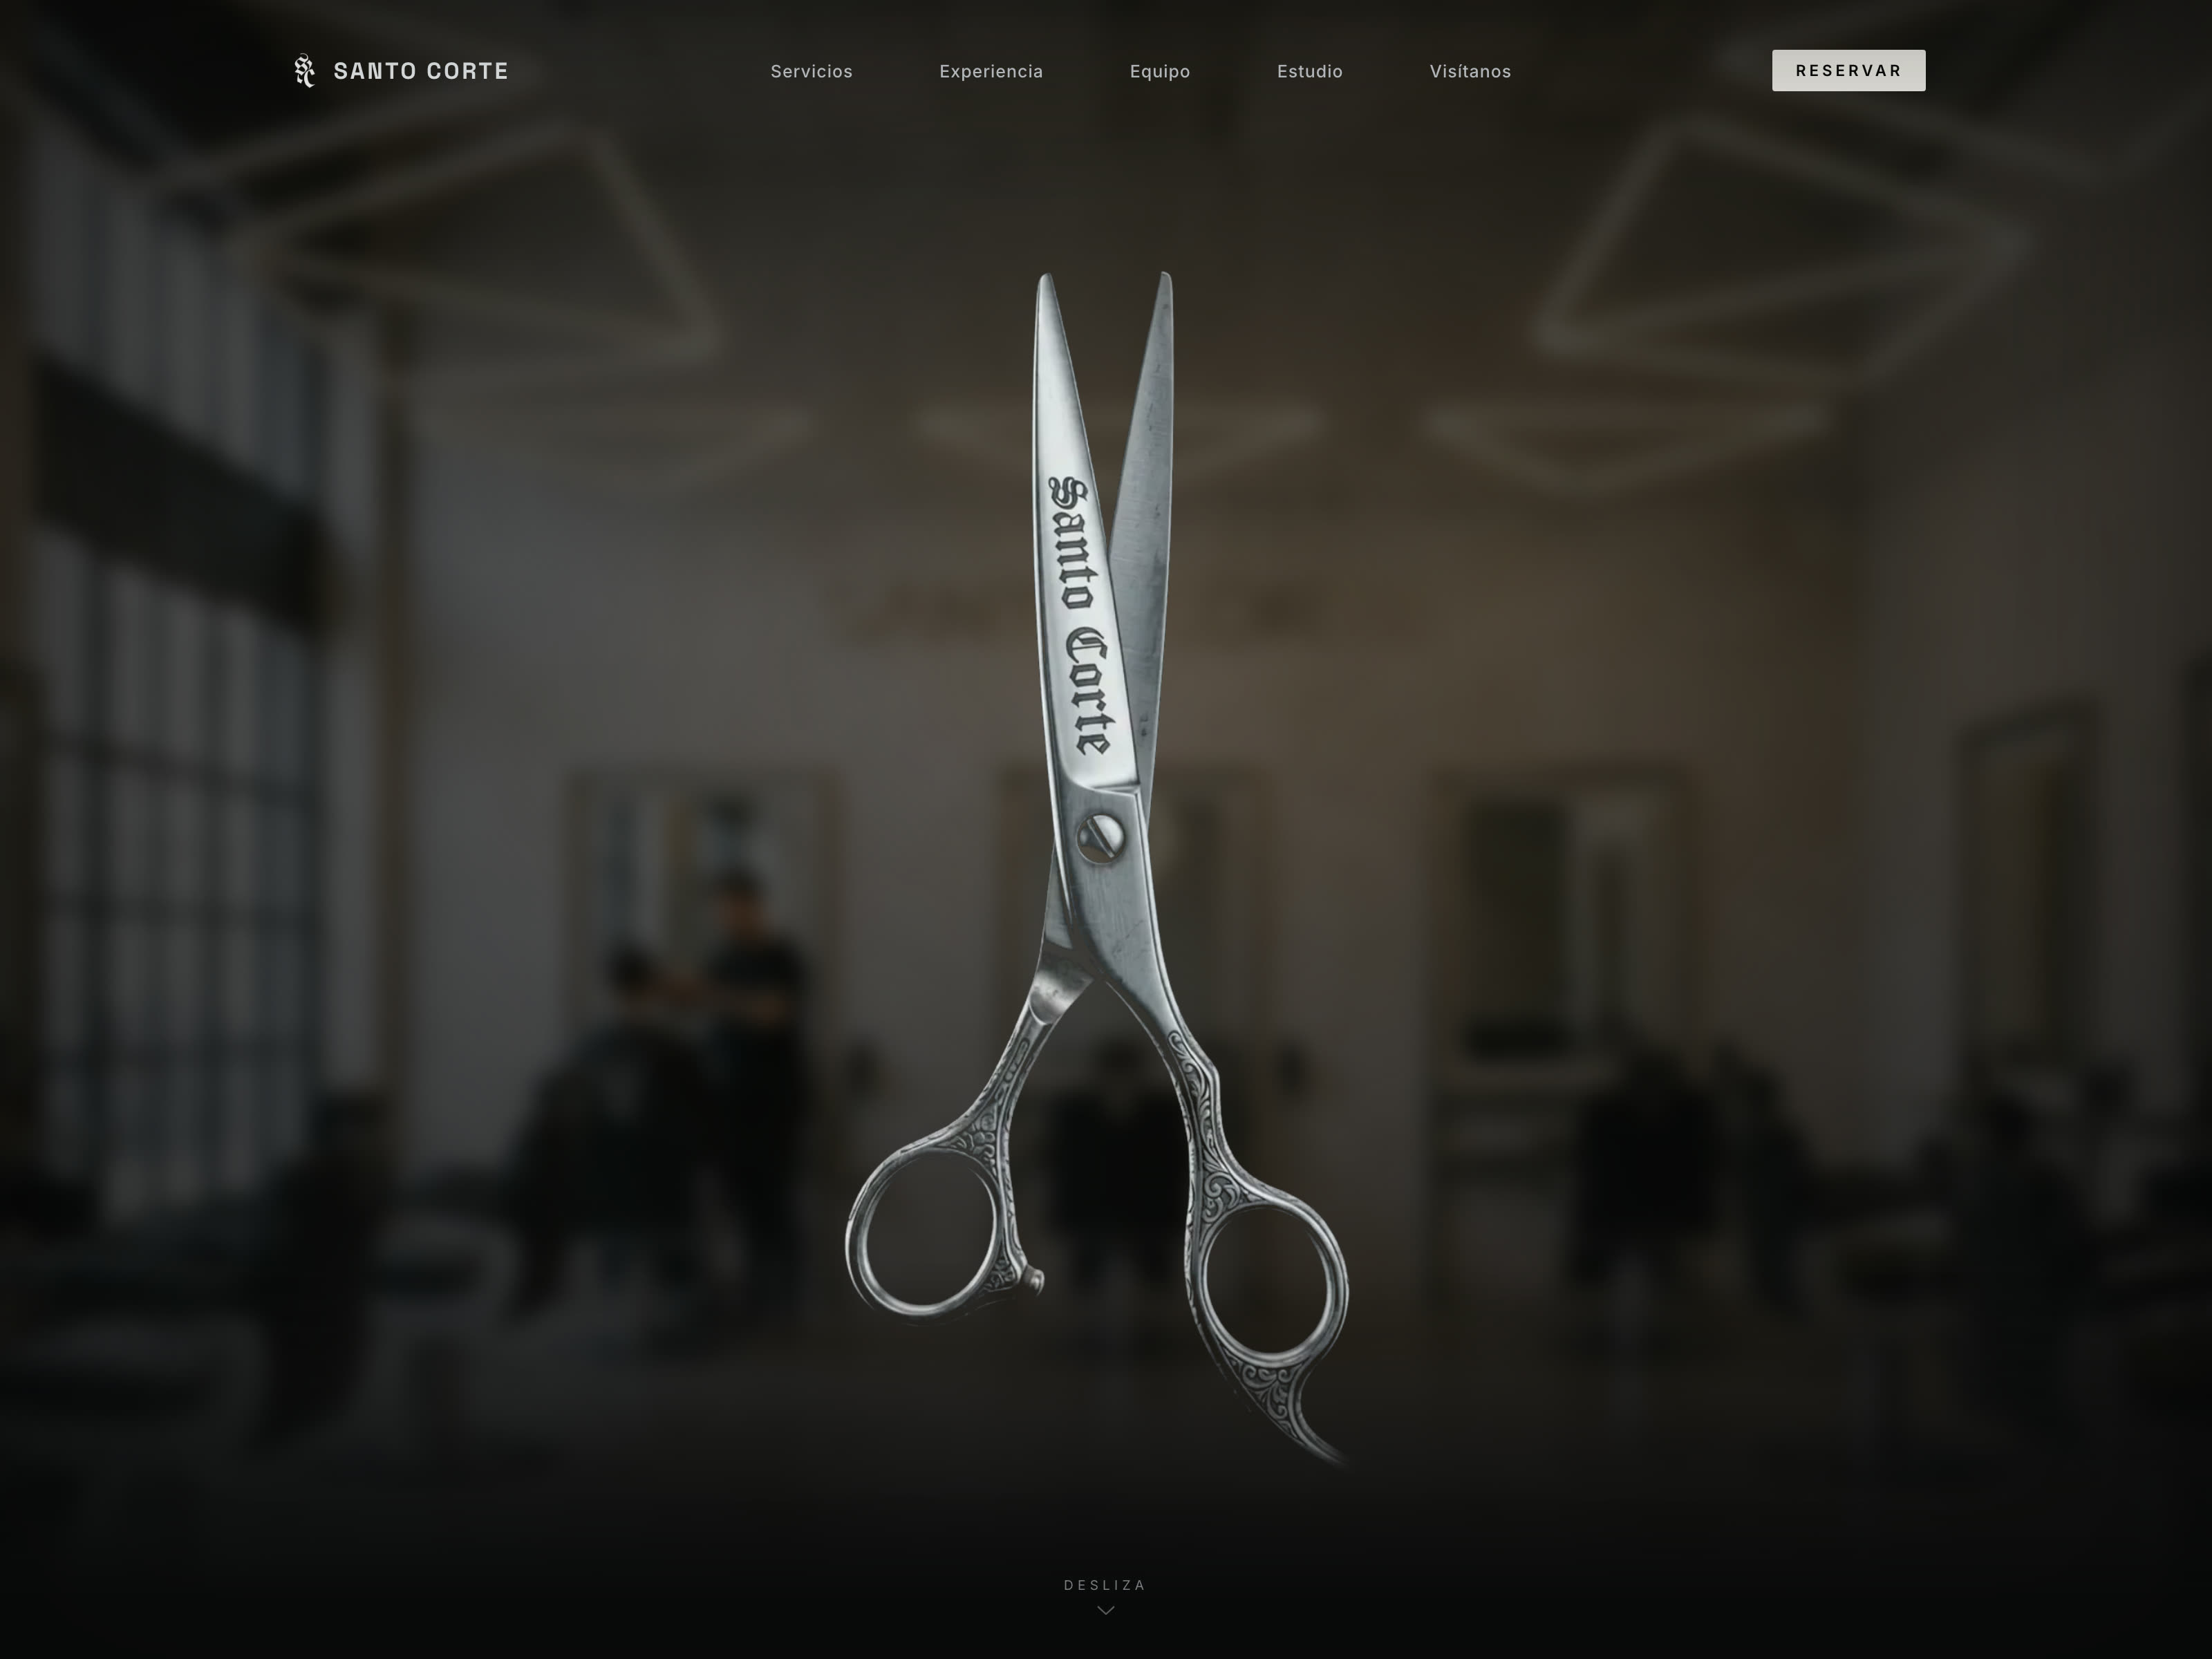 SANTO CORTE
Servicios
Experiencia
Equipo
Estudio
Visítanos
RESERVAR
Santo Corte
DESLIZA